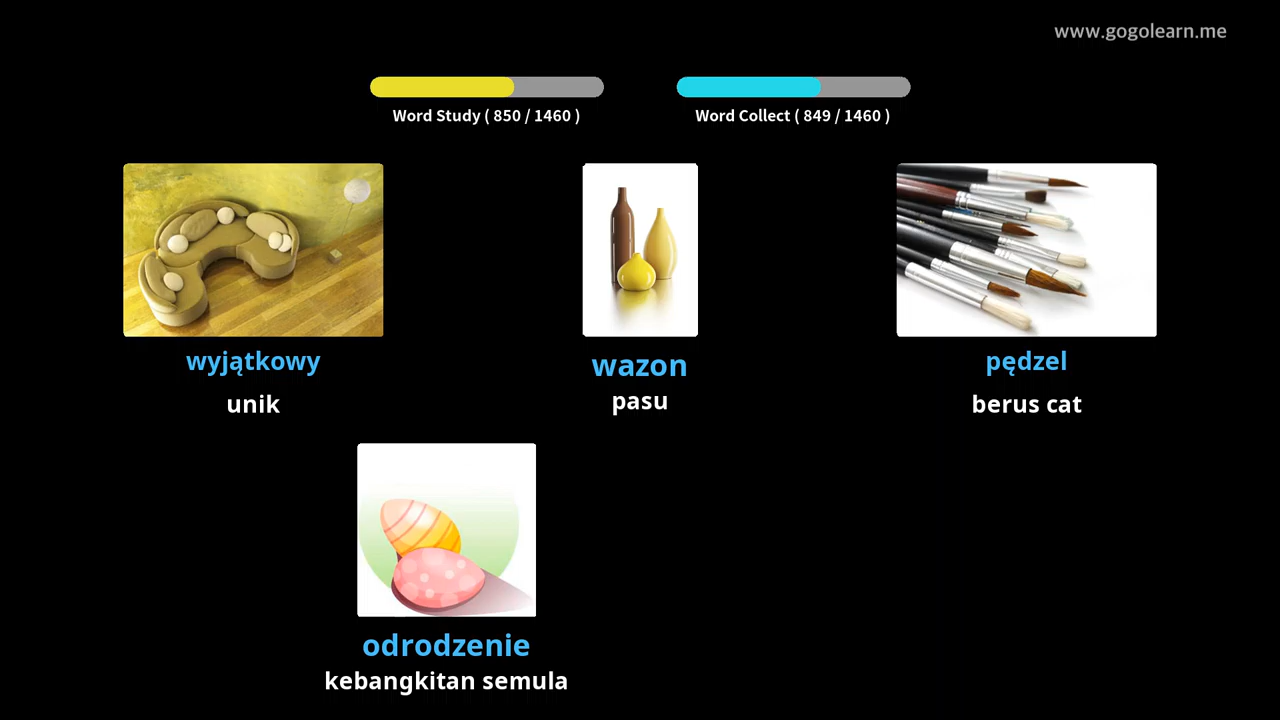 www.gogolearn.me
Word Study ( 850 / 1460 )
Word Collect ( 849 / 1460 )
wyjątkowy
unik
wazon
pasu
pędzel
berus cat
odrodzenie
kebangkitan semula